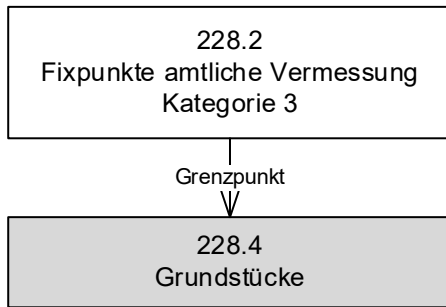 228.2
Fixpunkte amtliche Vermessung
Kategorie 3
Grenzpunkt
228.4
Grundstücke